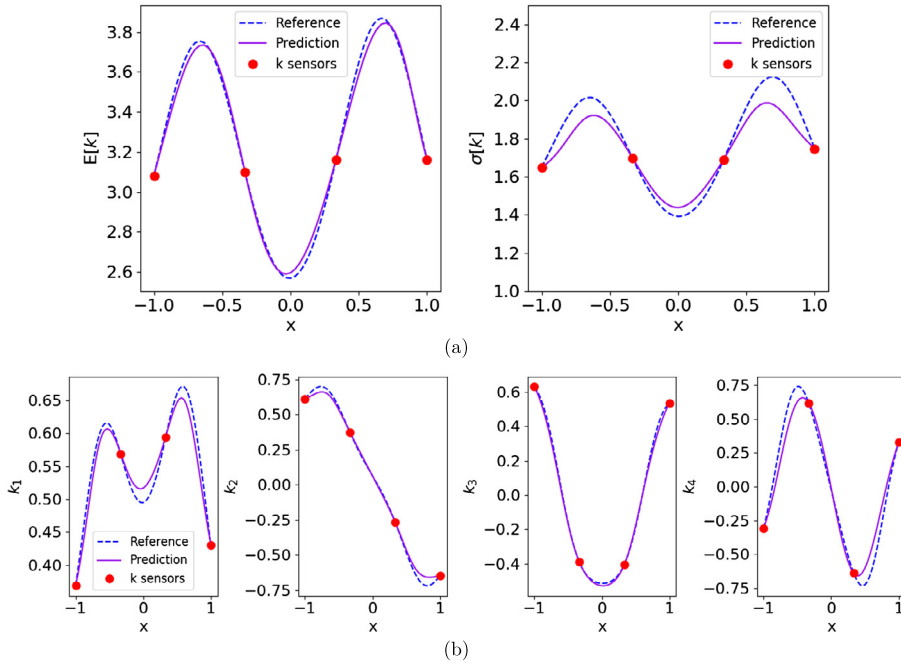 3.8
3.6
3.4
3.2
3.0
2.8
2.6
E[k]
−1.0 −0.5 0.0 0.5 1.0
x
Reference
Prediction
k sensors
2.4
2.2
2.0
1.8
1.6
1.4
1.2
1.0
σ[k]
−1.0 −0.5 0.0 0.5 1.0
x
Reference
Prediction
k sensors
(a)
0.65
0.60
0.55
0.50
0.45
0.40
k1
−1 0 1
x
Reference
Prediction
k sensors
0.75
0.50
0.25
0.00
−0.25
−0.50
−0.75
k2
−1 0 1
x
0.6
0.4
0.2
0.0
−0.2
−0.4
k3
−1 0 1
x
0.75
0.50
0.25
0.00
−0.25
−0.50
−0.75
k4
−1 0 1
x
(b)